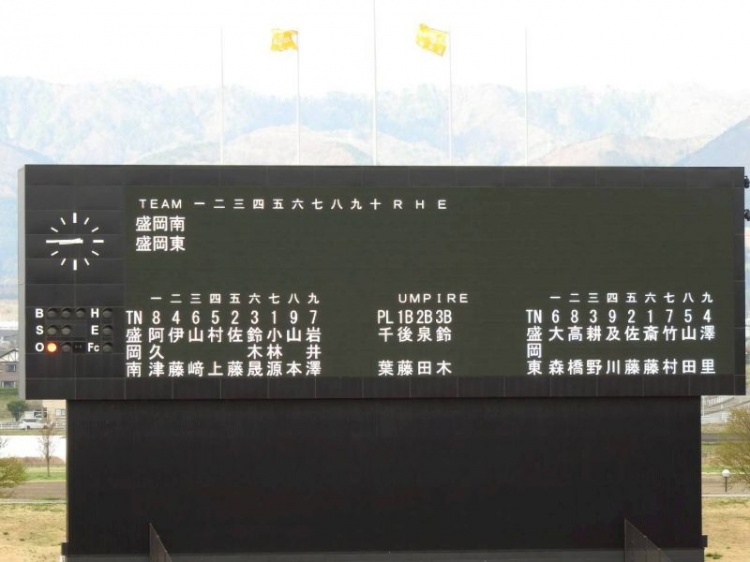 TEAM 一 二 三 四 五 六 七 八 九 十 R H E
盛岡南
盛岡東
一 二 三 四 五 六 七 八 九
TN 8 4 6 5 2 3 1 9 7
盛 阿 伊 山 村 佐 鈴 小 山 岩
岡 久 木 林 井
南 津 藤 﨑 上 藤 晟 源 本 澤
UMPIRE
PL 1B 2B 3B
千 後 泉 鈴
葉 藤 田 木
一 二 三 四 五 六 七 八 九
TN 6 8 3 9 2 1 7 5 4
盛 大 高 耕 及 佐 斎 竹 山 澤
岡
東 森 橋 野 川 藤 藤 村 田 里
B H
S E
O Fc